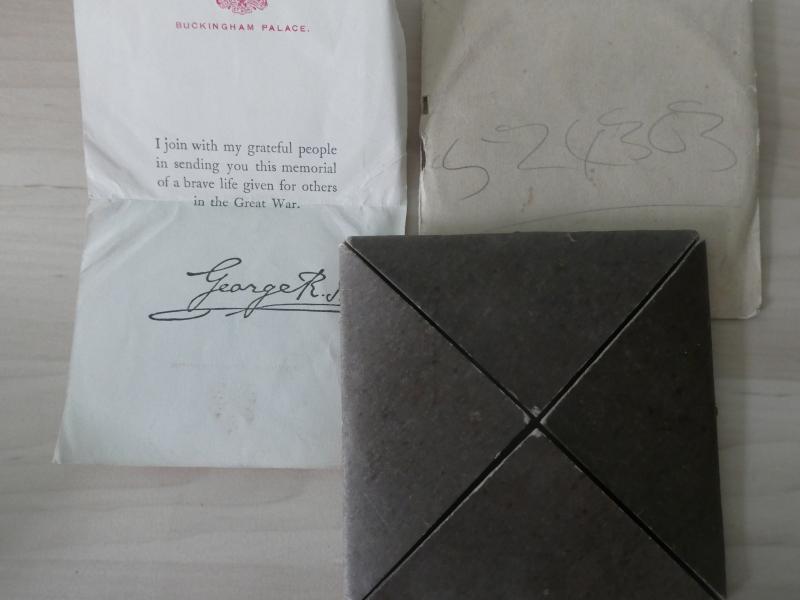 BUCKINGHAM PALACE.
I join with my grateful people
in sending you this memorial
of a brave life given for others
in the Great War.
George R.I.
524303